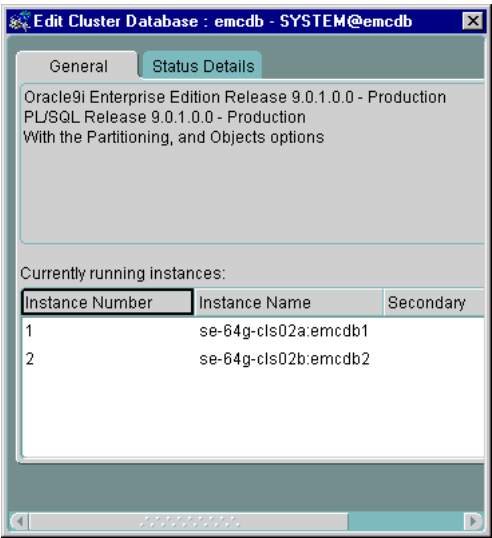 Edit Cluster Database : emcdb - SYSTEM@emcdb
General Status Details
Oracle9i Enterprise Edition Release 9.0.1.0.0 - Production
PL/SQL Release 9.0.1.0.0 - Production
With the Partitioning, and Objects options
Currently running instances:
Instance Number Instance Name Secondary
1 se-64g-cls02a:emcdb1
2 se-64g-cls02b:emcdb2